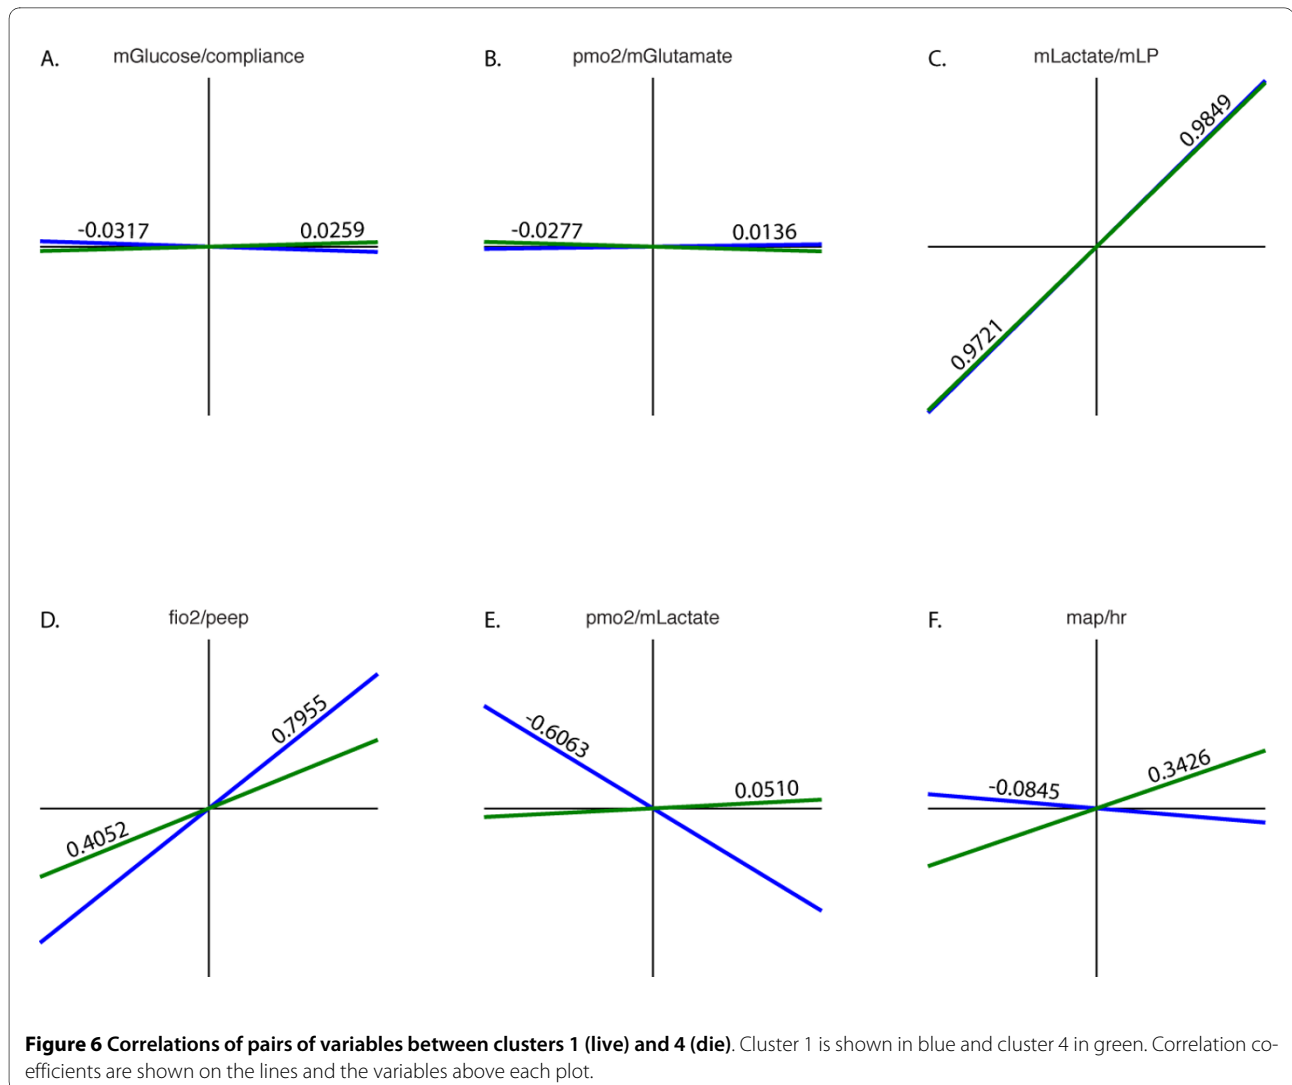 A. mGlucose/compliance
-0.0317 0.0259
B. pmo2/mGlutamate
-0.0277 0.0136
C. mLactate/mLP
0.9849
0.9721
D. fio2/peep
0.7955
0.4052
E. pmo2/mLactate
-0.6063
0.0510
F. map/hr
-0.0845
0.3426
Figure 6 Correlations of pairs of variables between clusters 1 (live) and 4 (die). Cluster 1 is shown in blue and cluster 4 in green. Correlation co-
efficients are shown on the lines and the variables above each plot.